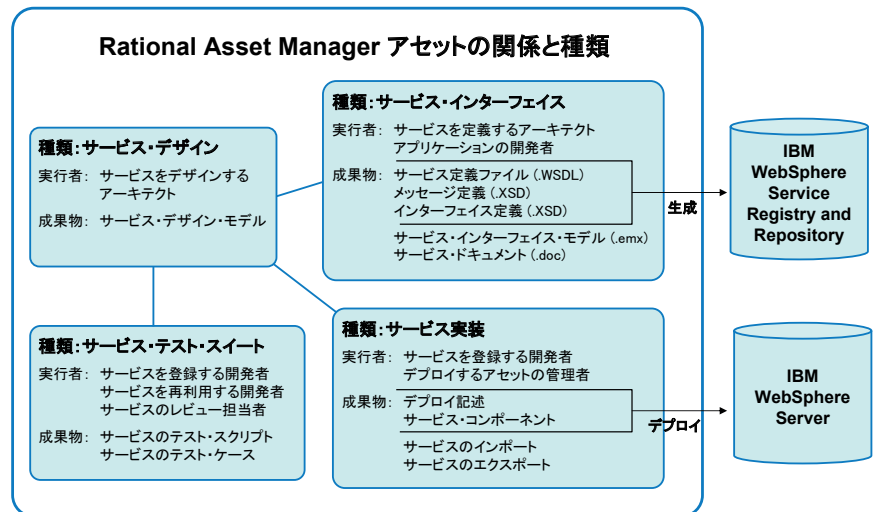 Rational Asset Manager アセットの関係と種類
種類:サービス・デザイン
実行者: サービスをデザインする
アーキテクト
成果物: サービス・デザイン・モデル
種類:サービス・インターフェイス
実行者: サービスを定義するアーキテクト
アプリケーションの開発者
成果物: サービス定義ファイル (.WSDL)
メッセージ定義 (.XSD)
インターフェイス定義 (.XSD)
サービス・インターフェイス・モデル (.emx)
サービス・ドキュメント (.doc)
生成
IBM
WebSphere
Service
Registry and
Repository
種類:サービス・テスト・スイート
実行者: サービスを登録する開発者
サービスを再利用する開発者
サービスのレビュー担当者
成果物: サービスのテスト・スクリプト
サービスのテスト・ケース
種類:サービス実装
実行者: サービスを登録する開発者
デプロイするアセットの管理者
成果物: デプロイ記述
サービス・コンポーネント
サービスのインポート
サービスのエクスポート
デプロイ
IBM
WebSphere
Server